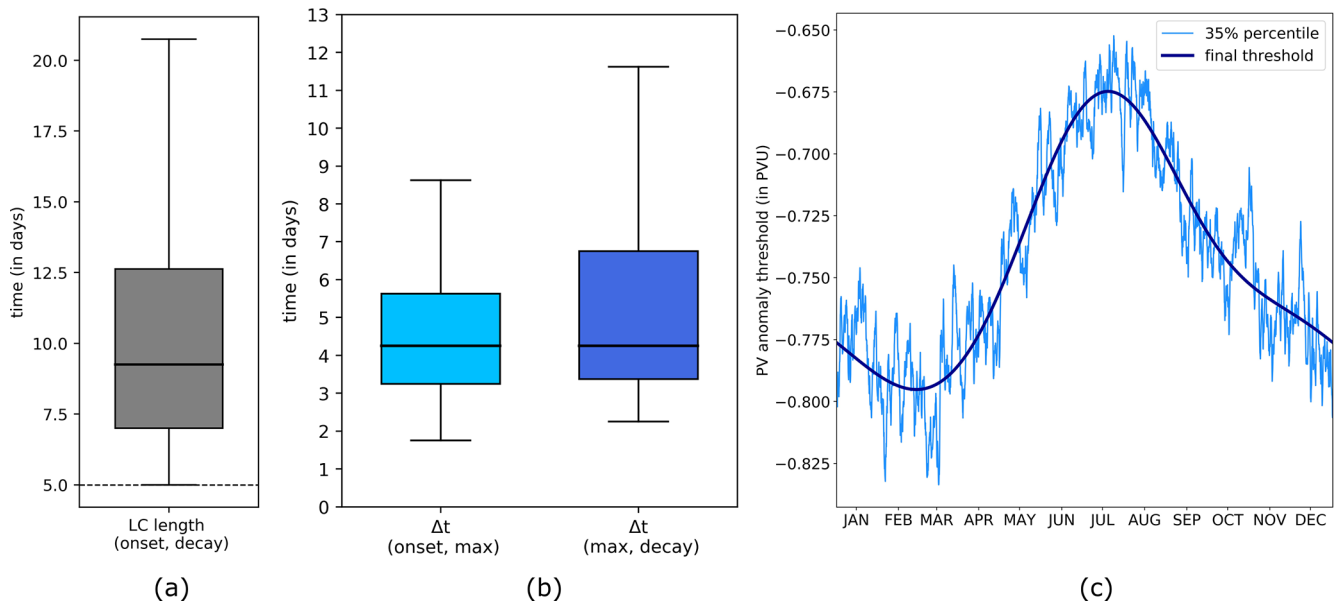 time (in days)
20.0
17.5
15.0
12.5
10.0
7.5
5.0
LC length
(onset, decay)
(a)
time (in days)
13
12
11
10
9
8
7
6
5
4
3
2
1
0
Δt
(onset, max)
Δt
(max, decay)
(b)
PV anomaly threshold (in PVU)
−0.650
−0.675
−0.700
−0.725
−0.750
−0.775
−0.800
−0.825
35% percentile
final threshold
JAN FEB MAR APR MAY JUN JUL AUG SEP OCT NOV DEC
(c)